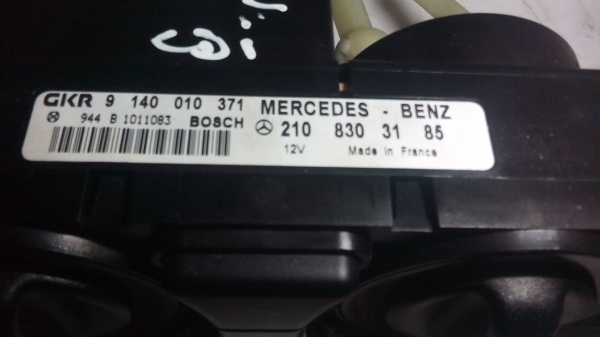 GKR 9 140 010 371 MERCEDES - BENZ
944 B 1011083 BOSCH 210 830 31 85
12V Made in France